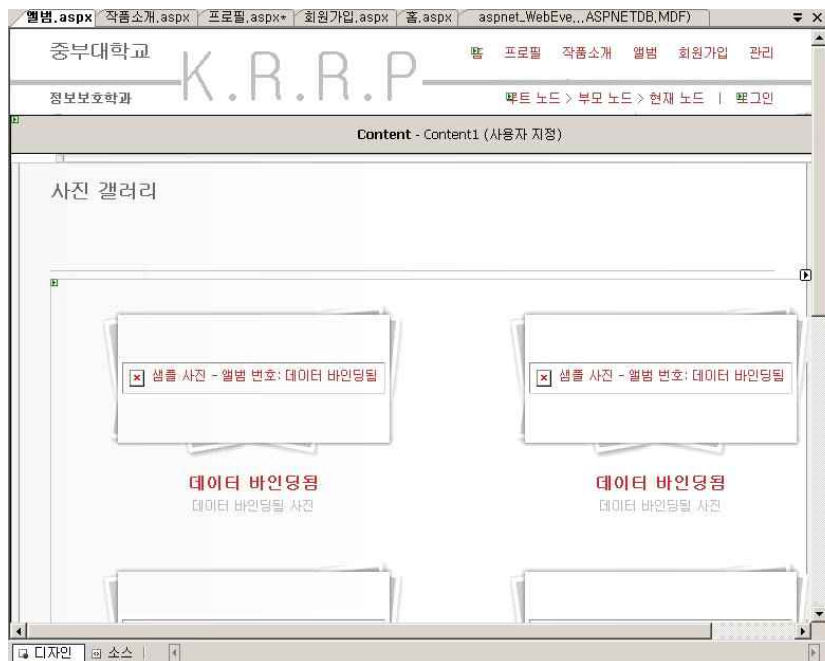 앨범.aspx 작품소개.aspx 프로필.aspx* 회원가입.aspx 홈.aspx aspnet_WebEve...ASPNETDB.MDF)
중부대학교
K.R.R.P
홈 프로필 작품소개 앨범 회원가입 관리
정보보호학과
루트 노드 > 부모 노드 > 현재 노드 | 로그인
Content - Content1 (사용자 지정)
사진 갤러리
샘플 사진 - 앨범 번호: 데이터 바인딩됨 샘플 사진 - 앨범 번호: 데이터 바인딩됨
데이터 바인딩됨 데이터 바인딩됨
데이터 바인딩됨 사진 데이터 바인딩됨 사진
디자인 소스